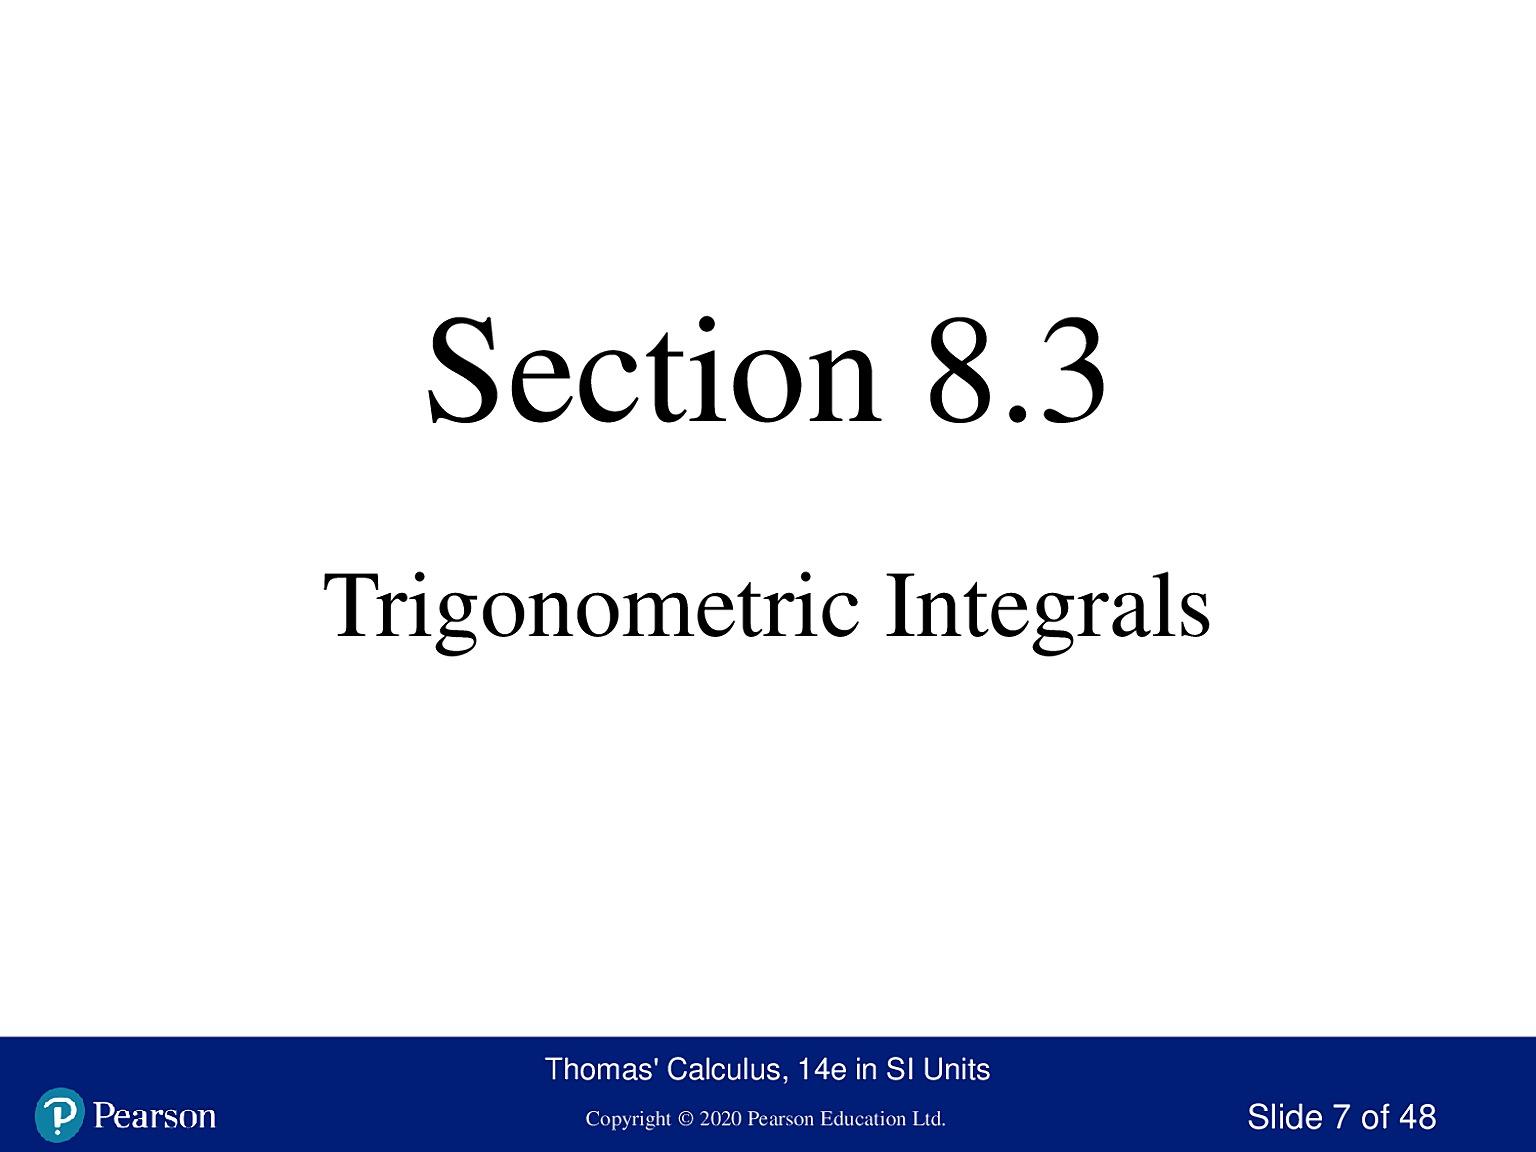 Section 8.3
Trigonometric Integrals
Thomas' Calculus, 14e in SI Units
Pearson
Copyright © 2020 Pearson Education Ltd.
Slide 7 of 48